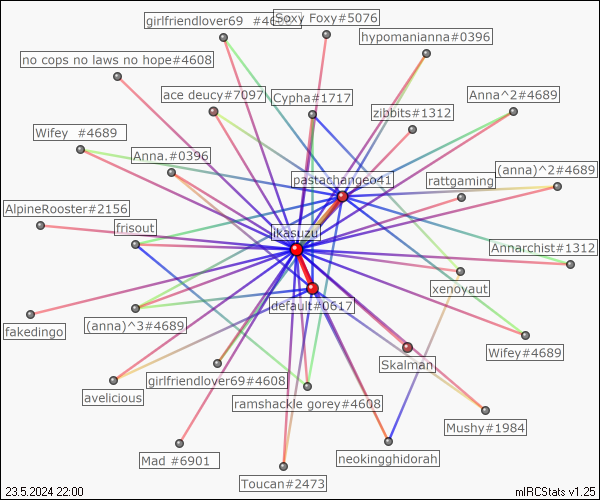 girlfriendlover69 #4608
Soxy Foxy#5076
hypomanianna#0396
no cops no laws no hope#4608
ace deucy#7097
Cypha#1717
Anna^2#4689
zibbits#1312
Wifey #4689
Anna.#0396
pastachangeo41
(anna)^2#4689
rattgaming
AlpineRooster#2156
frisout
ikasuzu
Annarchist#1312
xenoyaut
default#0617
fakedingo
(anna)^3#4689
Wifey#4689
Skalman
girlfriendlover69#4608
avelicious
ramshackle gorey#4608
Mushy#1984
Mad #6901
neokingghidorah
Toucan#2473
23.5.2024 22:00
mIRCStats v1.25